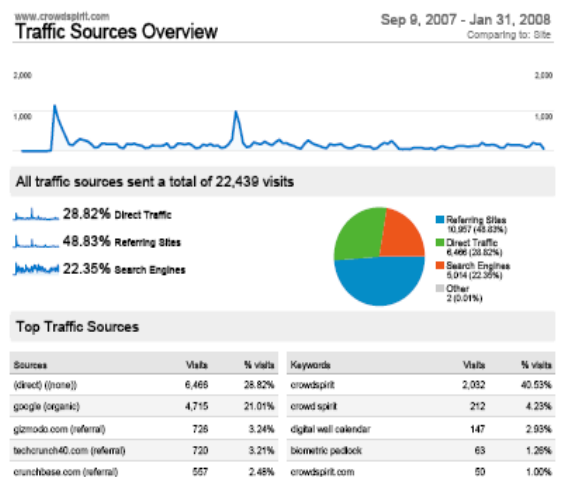 www.crowdspirit.com
Traffic Sources Overview
Sep 9, 2007 - Jan 31, 2008
Comparing to: Site
2,000 2,000
1,000 1,000
All traffic sources sent a total of 22,439 visits
28.82% Direct Traffic
48.83% Referring Sites
22.35% Search Engines
Referring Sites
10,957 (48.83%)
Direct Traffic
6,466 (28.82%)
Search Engines
5,014 (22.35%)
Other
2 (0.01%)
Top Traffic Sources
Sources Visits % visits Keywords Visits % visits
(direct) ((none)) 6,466 28.82% crowdspirit 2,032 40.53%
google (organic) 4,715 21.01% crowd spirit 212 4.23%
gizmodo.com (referral) 726 3.24% digital wall calendar 147 2.93%
techcrunch40.com (referral) 720 3.21% biometric padlock 63 1.26%
crunchbase.com (referral) 557 2.48% crowdspirit.com 50 1.00%